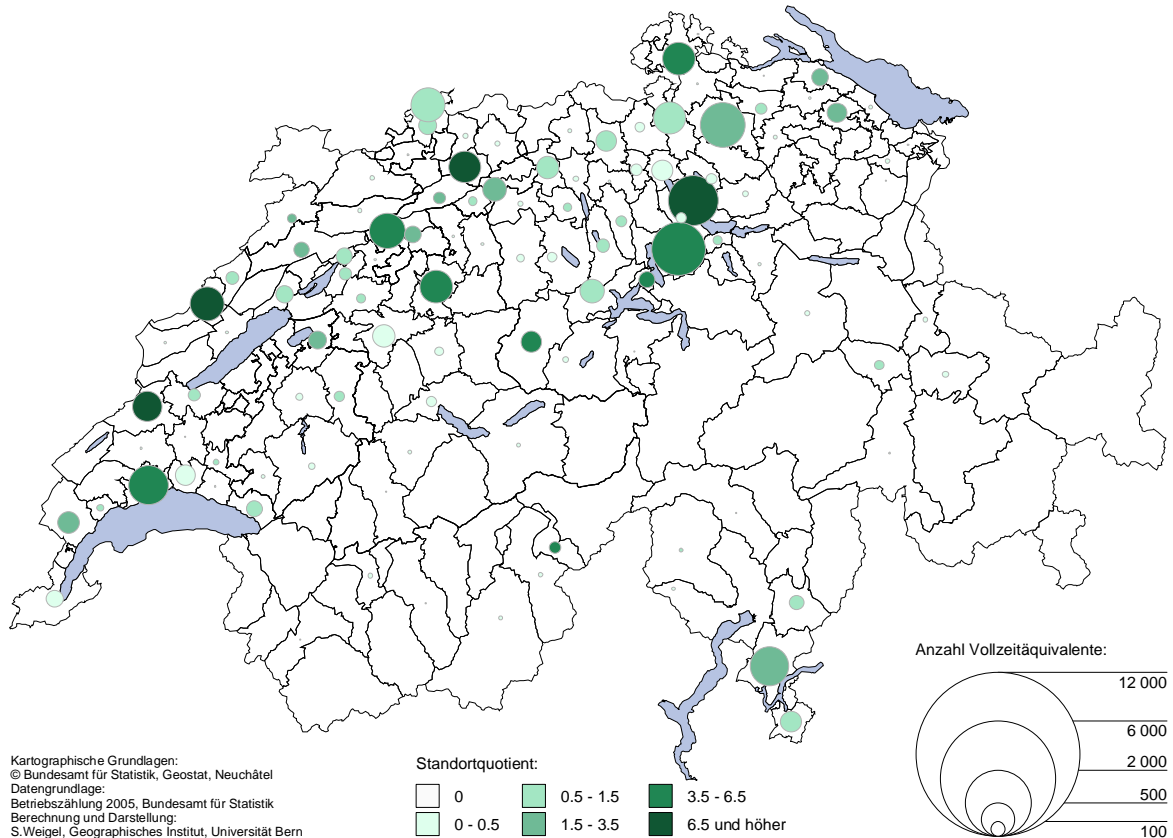 Anzahl Vollzeitäquivalente:
12 000
6 000
2 000
500
100
Kartographische Grundlagen:
© Bundesamt für Statistik, Geostat, Neuchâtel
Datengrundlage:
Betriebszählung 2005, Bundesamt für Statistik
Berechnung und Darstellung:
S.Weigel, Geographisches Institut, Universität Bern
Standortquotient:
0
0.5 - 1.5
3.5 - 6.5
0 - 0.5
1.5 - 3.5
6.5 und höher